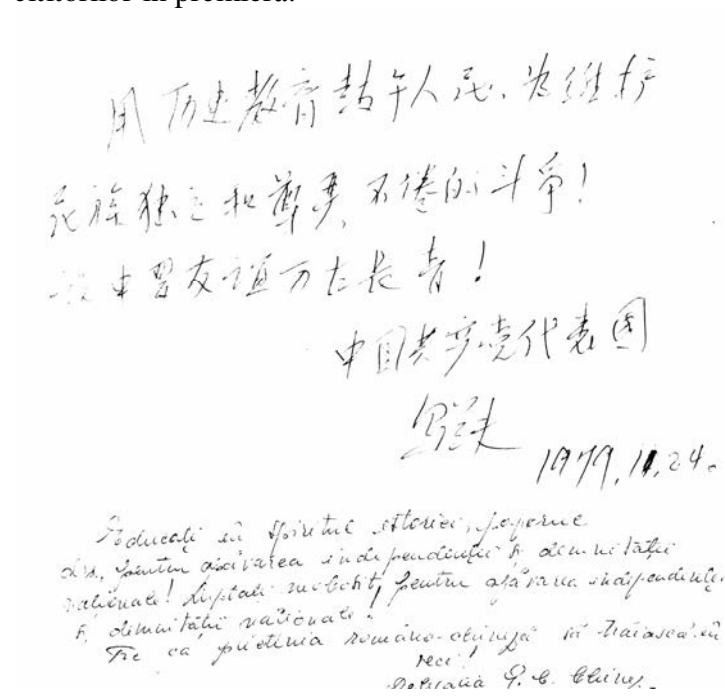 用历史教育青年人民,为维护
民族独立和尊严,不倦的斗争!
中罗友谊万古长青!
中国共产党代表团
1979.11.24.
Educați în spiritul istoriei, poporul
dvs. pentru apărarea independenței și demnității
naționale! Luptați neobosit, pentru apărarea independenței
și demnității naționale!
Fie ca prietenia româno-chineză să trăiască în
veci!
Delegația P.C. Chinez.